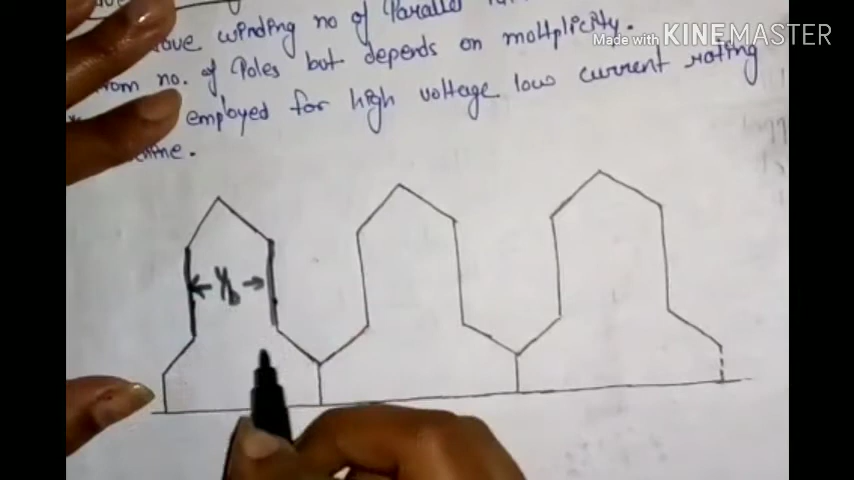 wave winding no of Parallel
Made with KINEMASTER
from no. of Poles but depends on moltplicity.
employed for high voltage low current rating
Yb